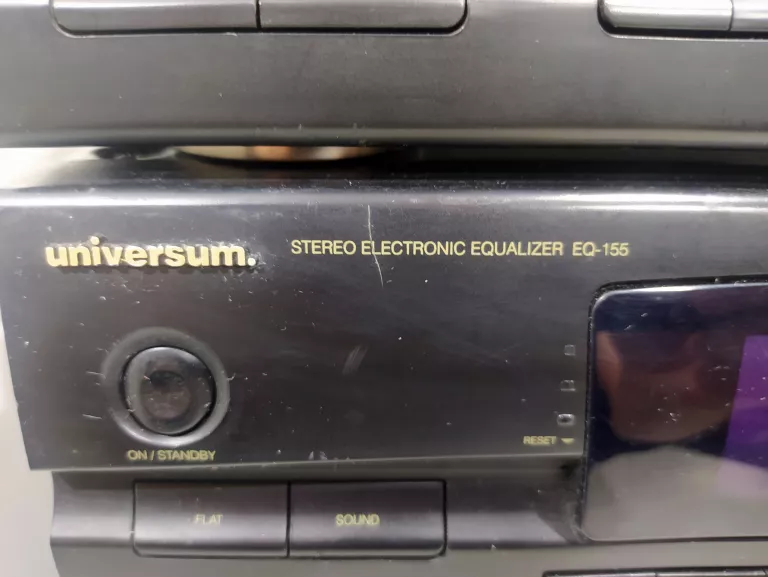 universum. STEREO ELECTRONIC EQUALIZER EQ-155
RESET
ON / STANDBY
FLAT SOUND